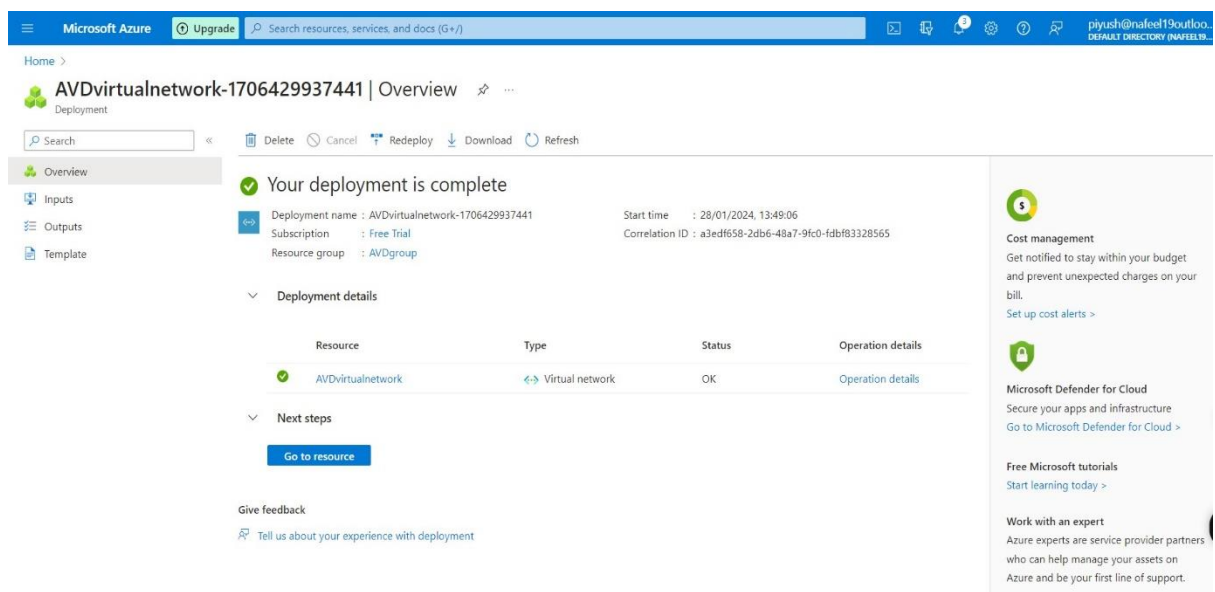 Microsoft Azure
Upgrade
Search resources, services, and docs (G+/)
3
piyush@nafeel19outloo...
DEFAULT DIRECTORY (NAFEEL19...
Home >
AVDvirtualnetwork-1706429937441 | Overview
Deployment
Search
Delete Cancel Redeploy Download Refresh
Overview
Inputs
Outputs
Template
Your deployment is complete
Deployment name : AVDvirtualnetwork-1706429937441
Subscription : Free Trial
Resource group : AVDgroup
Start time : 28/01/2024, 13:49:06
Correlation ID : a3edf658-2db6-48a7-9fc0-fdbf83328565
Deployment details
Resource Type Status Operation details
AVDvirtualnetwork Virtual network OK Operation details
Next steps
Go to resource
Give feedback
Tell us about your experience with deployment
$
Cost management
Get notified to stay within your budget
and prevent unexpected charges on your
bill.
Set up cost alerts >
Microsoft Defender for Cloud
Secure your apps and infrastructure
Go to Microsoft Defender for Cloud >
Free Microsoft tutorials
Start learning today >
Work with an expert
Azure experts are service provider partners
who can help manage your assets on
Azure and be your first line of support.